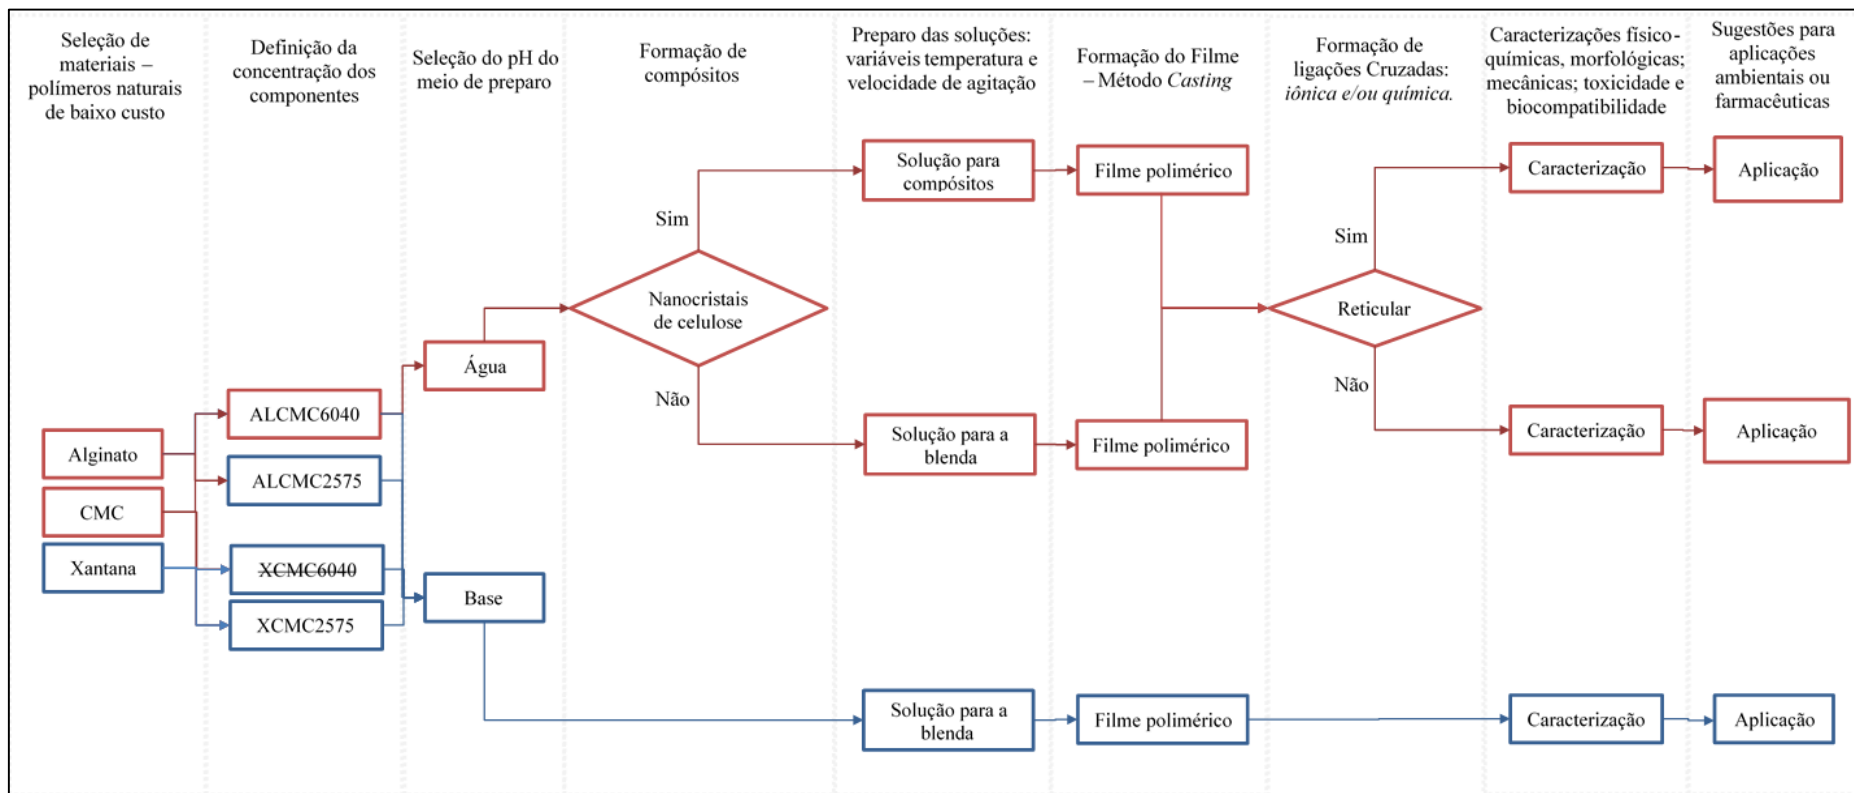 Seleção de
materiais –
polímeros naturais
de baixo custo
Definição da
concentração dos
componentes
Seleção do pH do
meio de preparo
Formação de
compósitos
Preparo das soluções:
variáveis temperatura e
velocidade de agitação
Formação do Filme
– Método Casting
Formação de
ligações Cruzadas:
iônica e/ou química.
Caracterizações físico-
químicas, morfológicas;
mecânicas; toxicidade e
biocompatibilidade
Sugestões para
aplicações
ambientais ou
farmacêuticas
Solução para
compósitos
Filme polimérico
Caracterização
Aplicação
Sim
Sim
Nanocristais
de celulose
Reticular
Água
Não
Não
ALCMC6040
Alginato
Solução para a
blenda
Filme polimérico
Caracterização
Aplicação
ALCMC2575
CMC
Xantana
XCMC6040
Base
XCMC2575
Solução para a
blenda
Filme polimérico
Caracterização
Aplicação